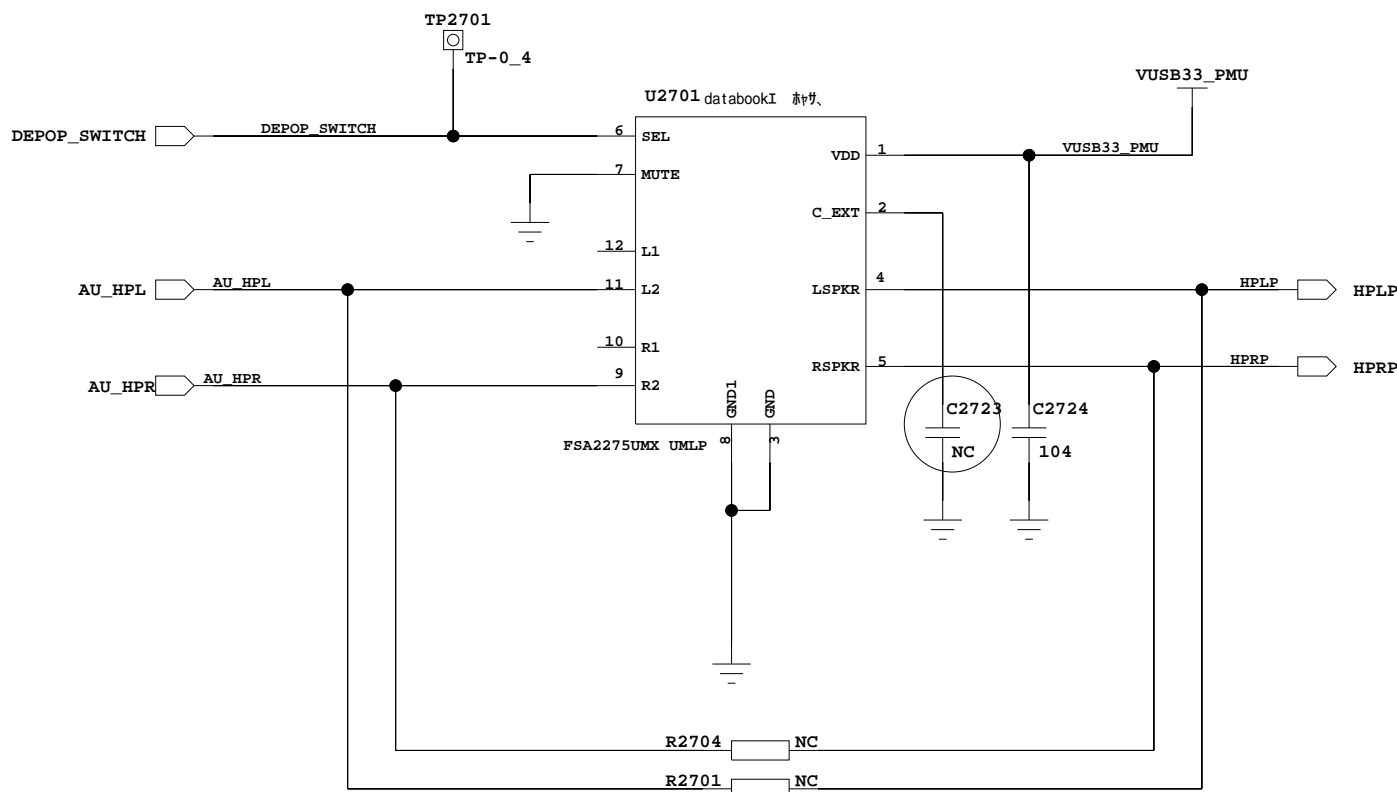 TP2701
TP-0_4
VUSB33_PMU
U2701 databookI
DEPOP_SWITCH
DEPOP_SWITCH
6
SEL
VDD
1
VUSB33_PMU
7
MUTE
C_EXT
2
12
L1
AU_HPL
AU_HPL
11
L2
LSPKR
4
HPLP
HPLP
10
R1
AU_HPR
AU_HPR
9
R2
RSPKR
5
HPRP
HPRP
GND1
GND
8
3
FSA2275UMX UMLP
C2723
NC
C2724
104
R2704
NC
R2701
NC